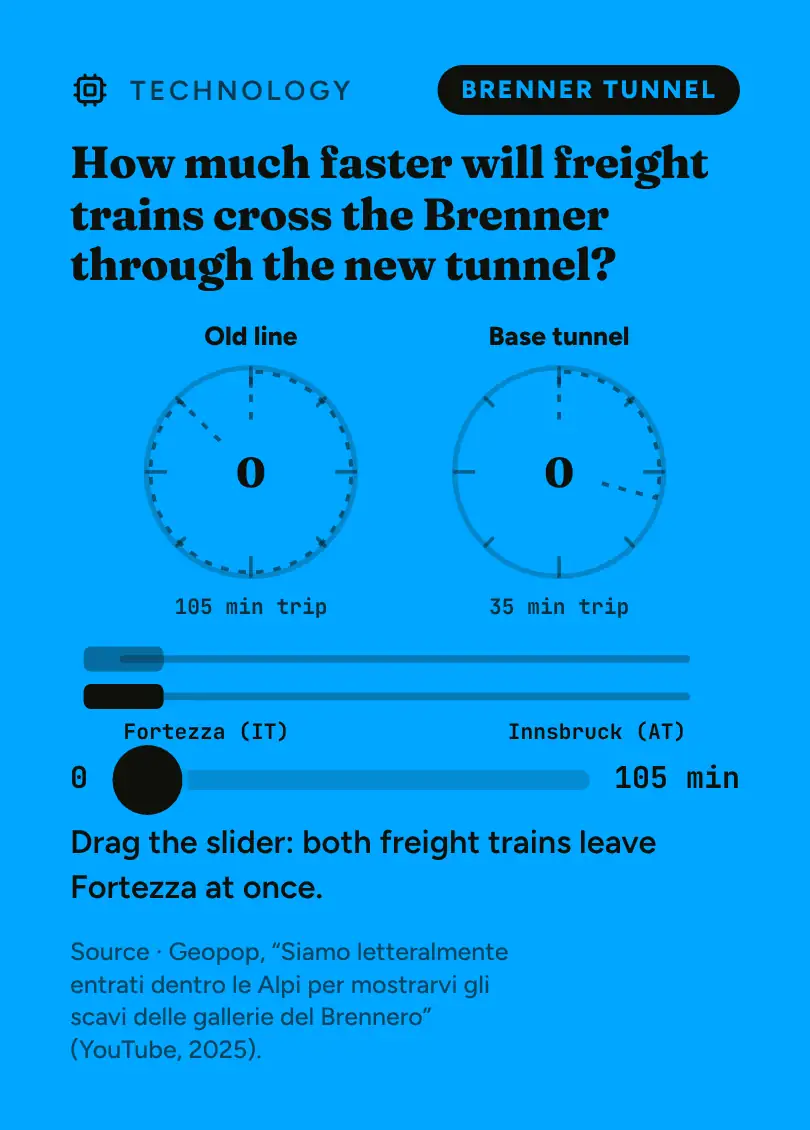 TECHNOLOGY
BRENNER TUNNEL
How much faster will freight
trains cross the Brenner
through the new tunnel?
Old line
Base tunnel
0
0
105 min trip
35 min trip
Fortezza (IT)
Innsbruck (AT)
0
105 min
Drag the slider: both freight trains leave
Fortezza at once.
Source · Geopop, “Siamo letteralmente
entrati dentro le Alpi per mostrarvi gli
scavi delle gallerie del Brennero”
(YouTube, 2025).